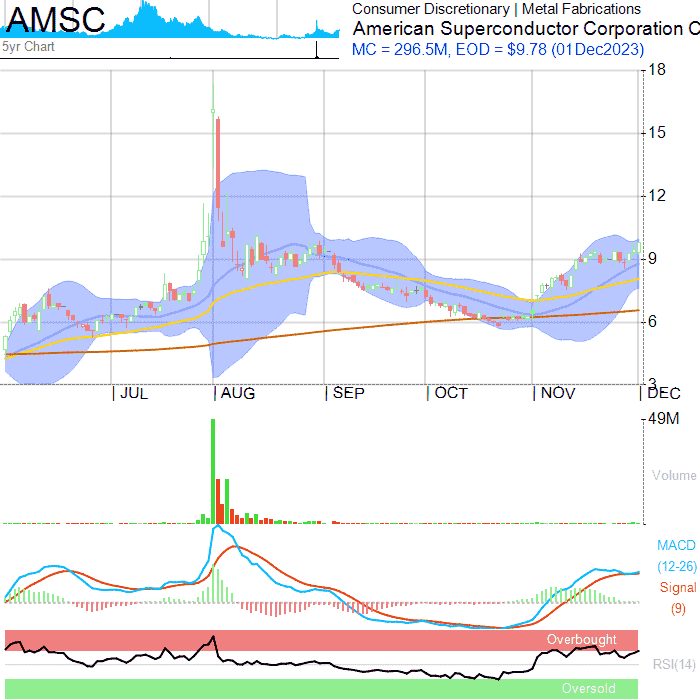 AMSC
5yr Chart
Consumer Discretionary | Metal Fabrications
American Superconductor Corporation C
MC = 296.5M, EOD = $9.78 (01Dec2023)
18
15
12
9
6
3
JUL
AUG
SEP
OCT
NOV
DEC
49M
Volume
MACD
(12-26)
Signal
(9)
Overbought
RSI(14)
Oversold